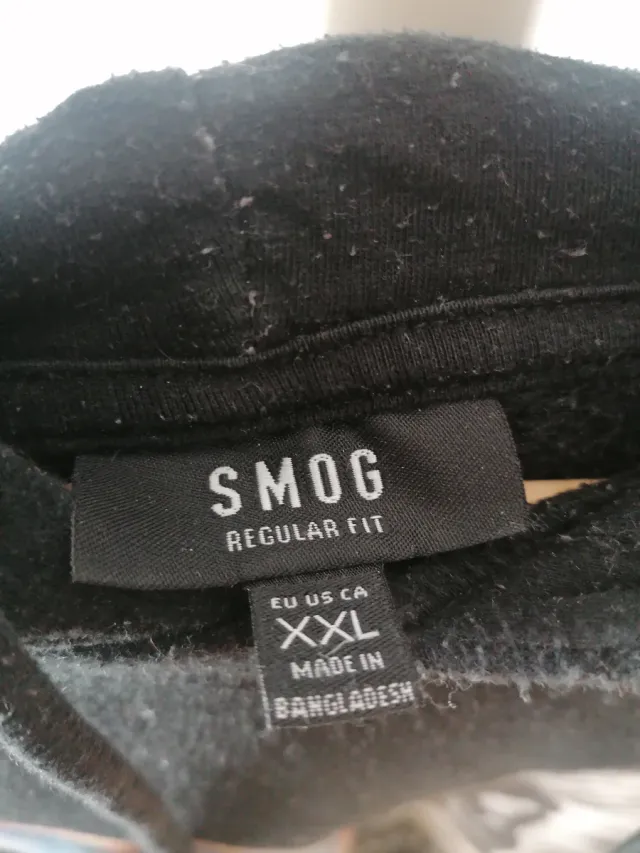 SMOG
REGULAR FIT
EU US CA
XXL
MADE IN
BANGLADESH